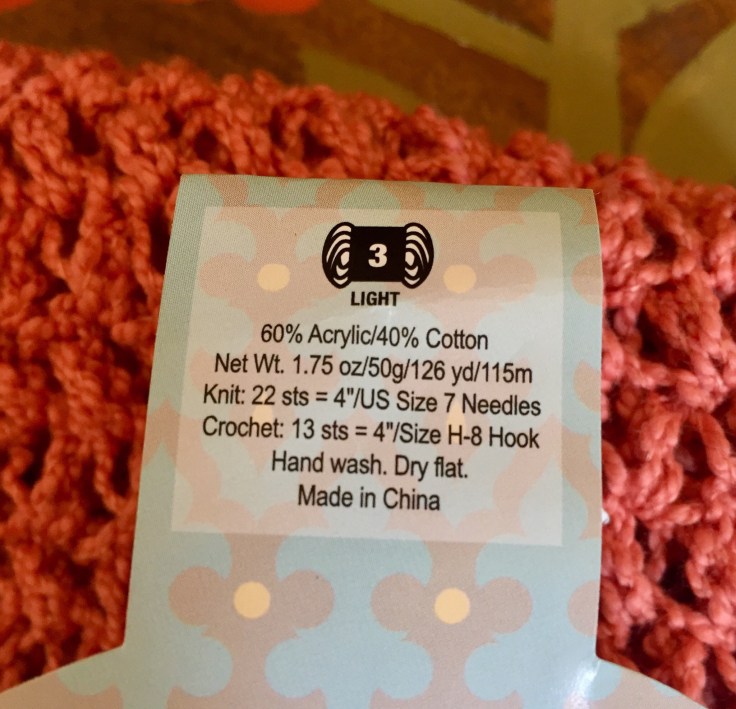 3
LIGHT
60% Acrylic/40% Cotton
Net Wt. 1.75 oz/50g/126 yd/115m
Knit: 22 sts = 4"/US Size 7 Needles
Crochet: 13 sts = 4"/Size H-8 Hook
Hand wash. Dry flat.
Made in China